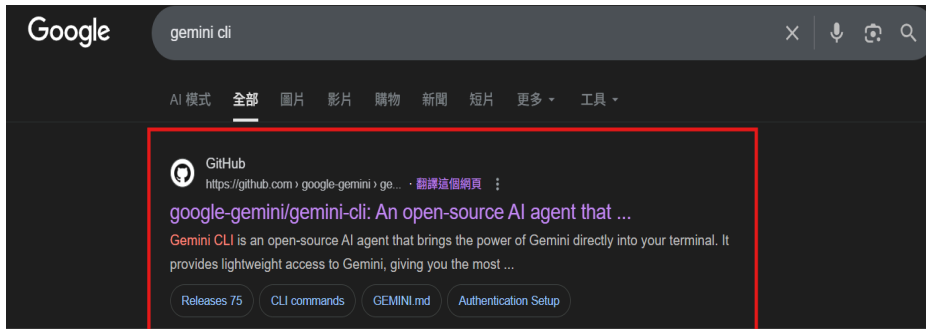 Google
gemini cli
AI 模式 全部 圖片 影片 購物 新聞 短片 更多 工具
GitHub
https://github.com › google-gemini › ge... · 翻譯這個網頁
google-gemini/gemini-cli: An open-source AI agent that ...
Gemini CLI is an open-source AI agent that brings the power of Gemini directly into your terminal. It
provides lightweight access to Gemini, giving you the most ...
Releases 75 CLI commands GEMINI.md Authentication Setup